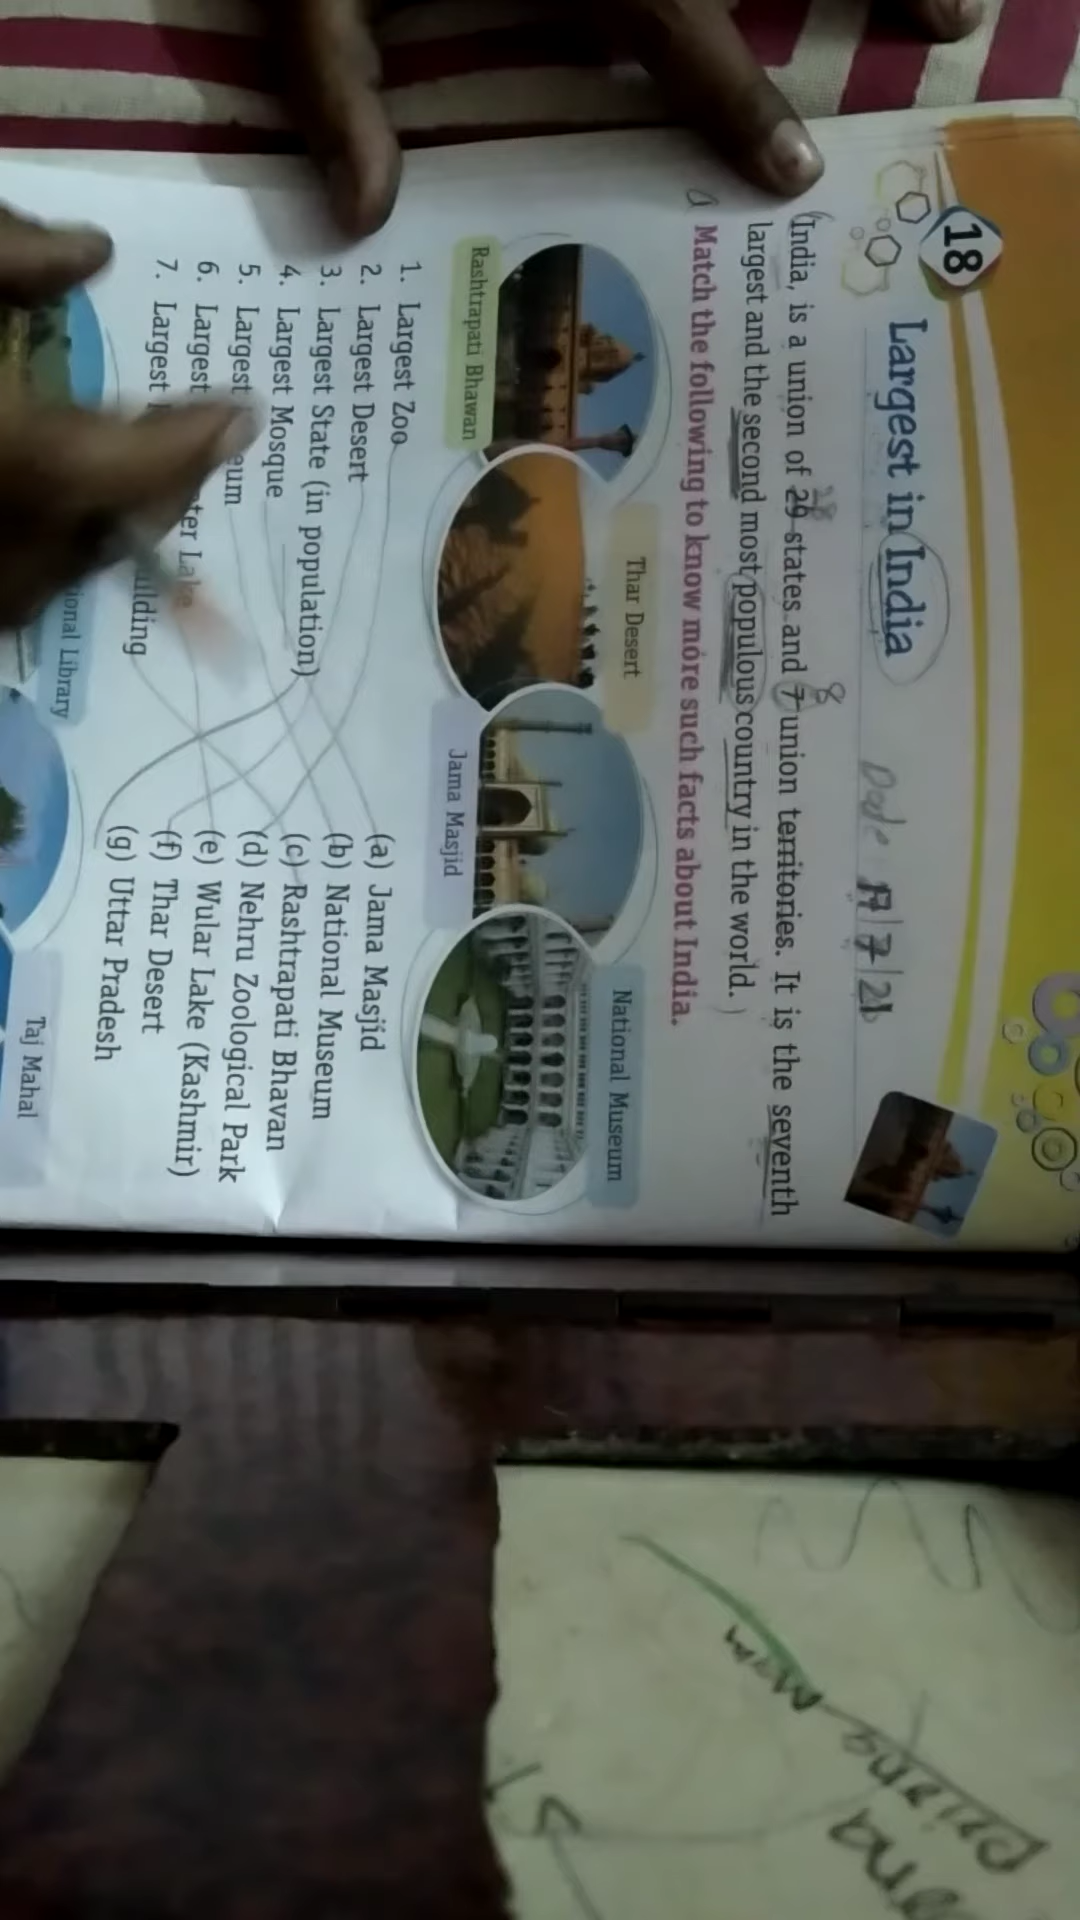 18
Largest in India
Date 17/7/21
India, is a union of 29 28 states and 7 8 union territories. It is the seventh
largest and the second most populous country in the world.
Match the following to know more such facts about India.
Thar Desert
National Museum
Rashtrapati Bhawan
Jama Masjid
1. Largest Zoo
2. Largest Desert
3. Largest State (in population)
4. Largest Mosque
5. Largest
6. Largest Lake
7. Largest
(a) Jama Masjid
(b) National Museum
(c) Rashtrapati Bhavan
(d) Nehru Zoological Park
(e) Wular Lake (Kashmir)
(f) Thar Desert
(g) Uttar Pradesh
Library
Taj Mahal